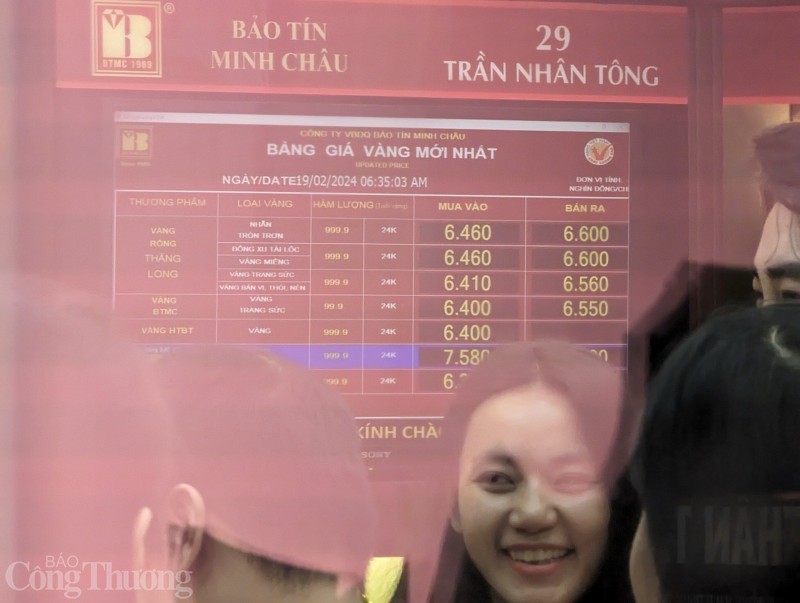 BTMC 1989
®
BẢO TÍN
MINH CHÂU
29
TRẦN NHÂN TÔNG
CÔNG TY VBĐQ BẢO TÍN MINH CHÂU
BẢNG GIÁ VÀNG MỚI NHẤT
UPDATED PRICE
NGÀY/DATE 19/02/2024 06:35:03 AM
ĐƠN VỊ TÍNH:
NGHÌN ĐỒNG/CHỈ
THƯƠNG PHẨM LOẠI VÀNG HÀM LƯỢNG (Tuổi vàng) MUA VÀO BÁN RA
VÀNG RỒNG THĂNG LONG
NHẪN TRÒN TRƠN 999.9 24K 6.460 6.600
ĐỒNG XU TÀI LỘC
VÀNG MIẾNG 999.9 24K 6.460 6.600
VÀNG TRANG SỨC
VÀNG BẢN VỊ, THỎI, NÉN 999.9 24K 6.410 6.560
VÀNG BTMC VÀNG TRANG SỨC 99.9 24K 6.400 6.550
VÀNG HTBT VÀNG 999.9 24K 6.400
999.9 24K 7.580
999.9 24K
KÍNH CHÀO
BÁO
Công Thương